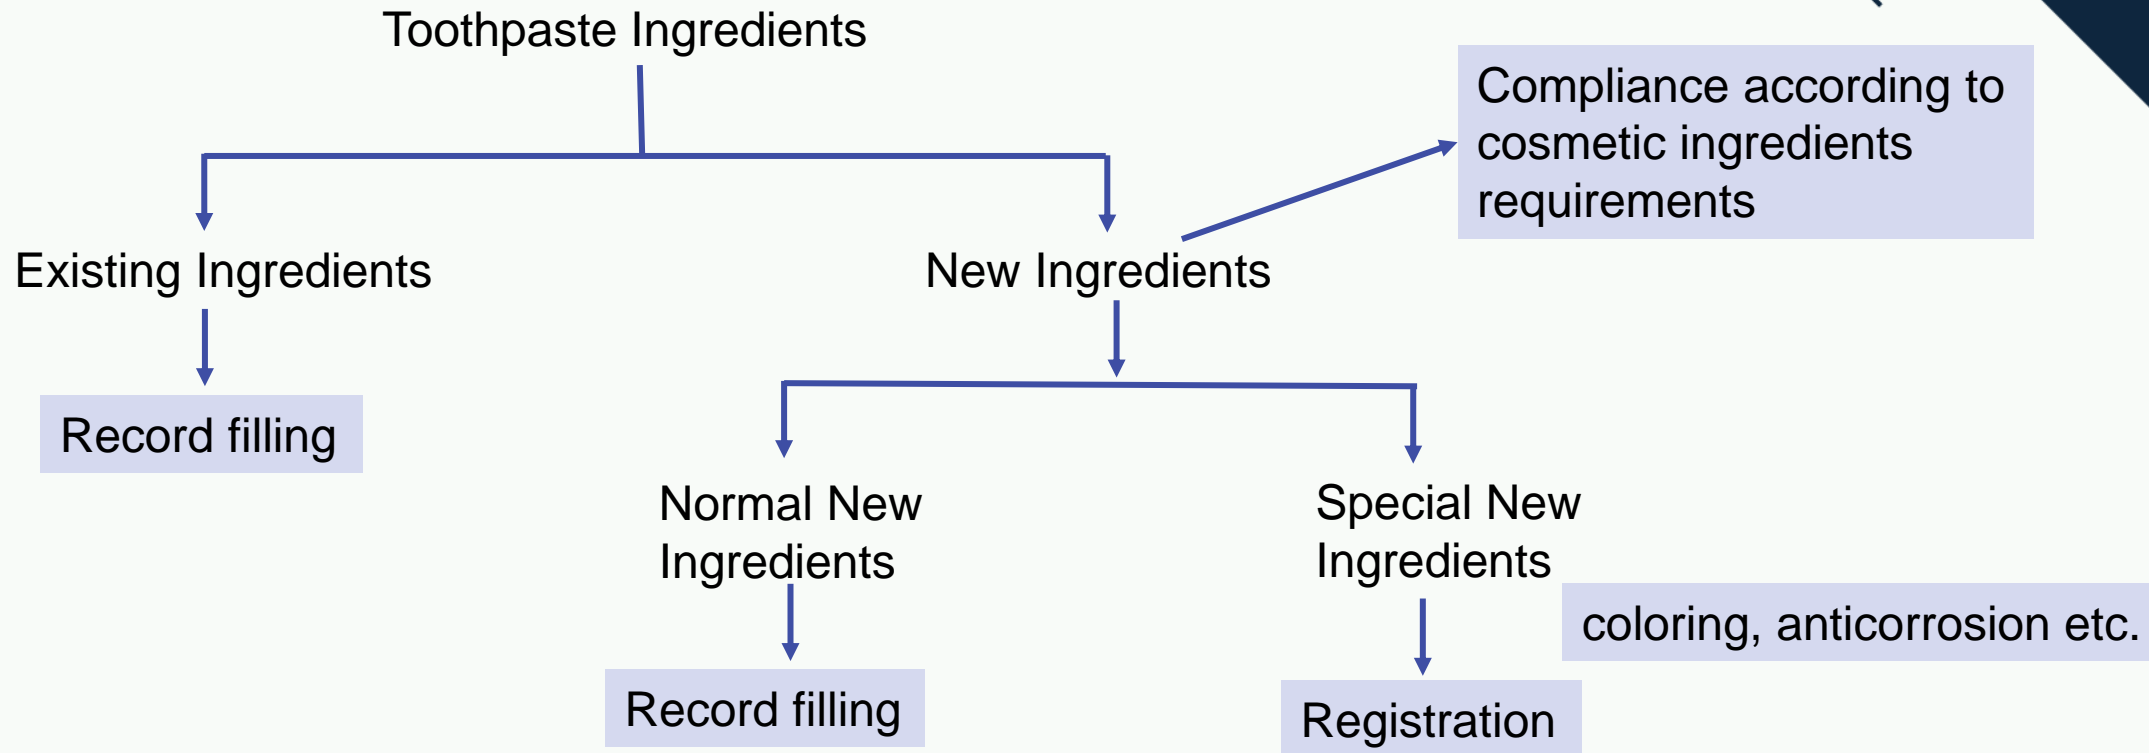 Toothpaste Ingredients
Compliance according to
cosmetic ingredients
requirements
Existing Ingredients
New Ingredients
Record filling
Normal New
Ingredients
Special New
Ingredients
coloring, anticorrosion etc.
Record filling
Registration